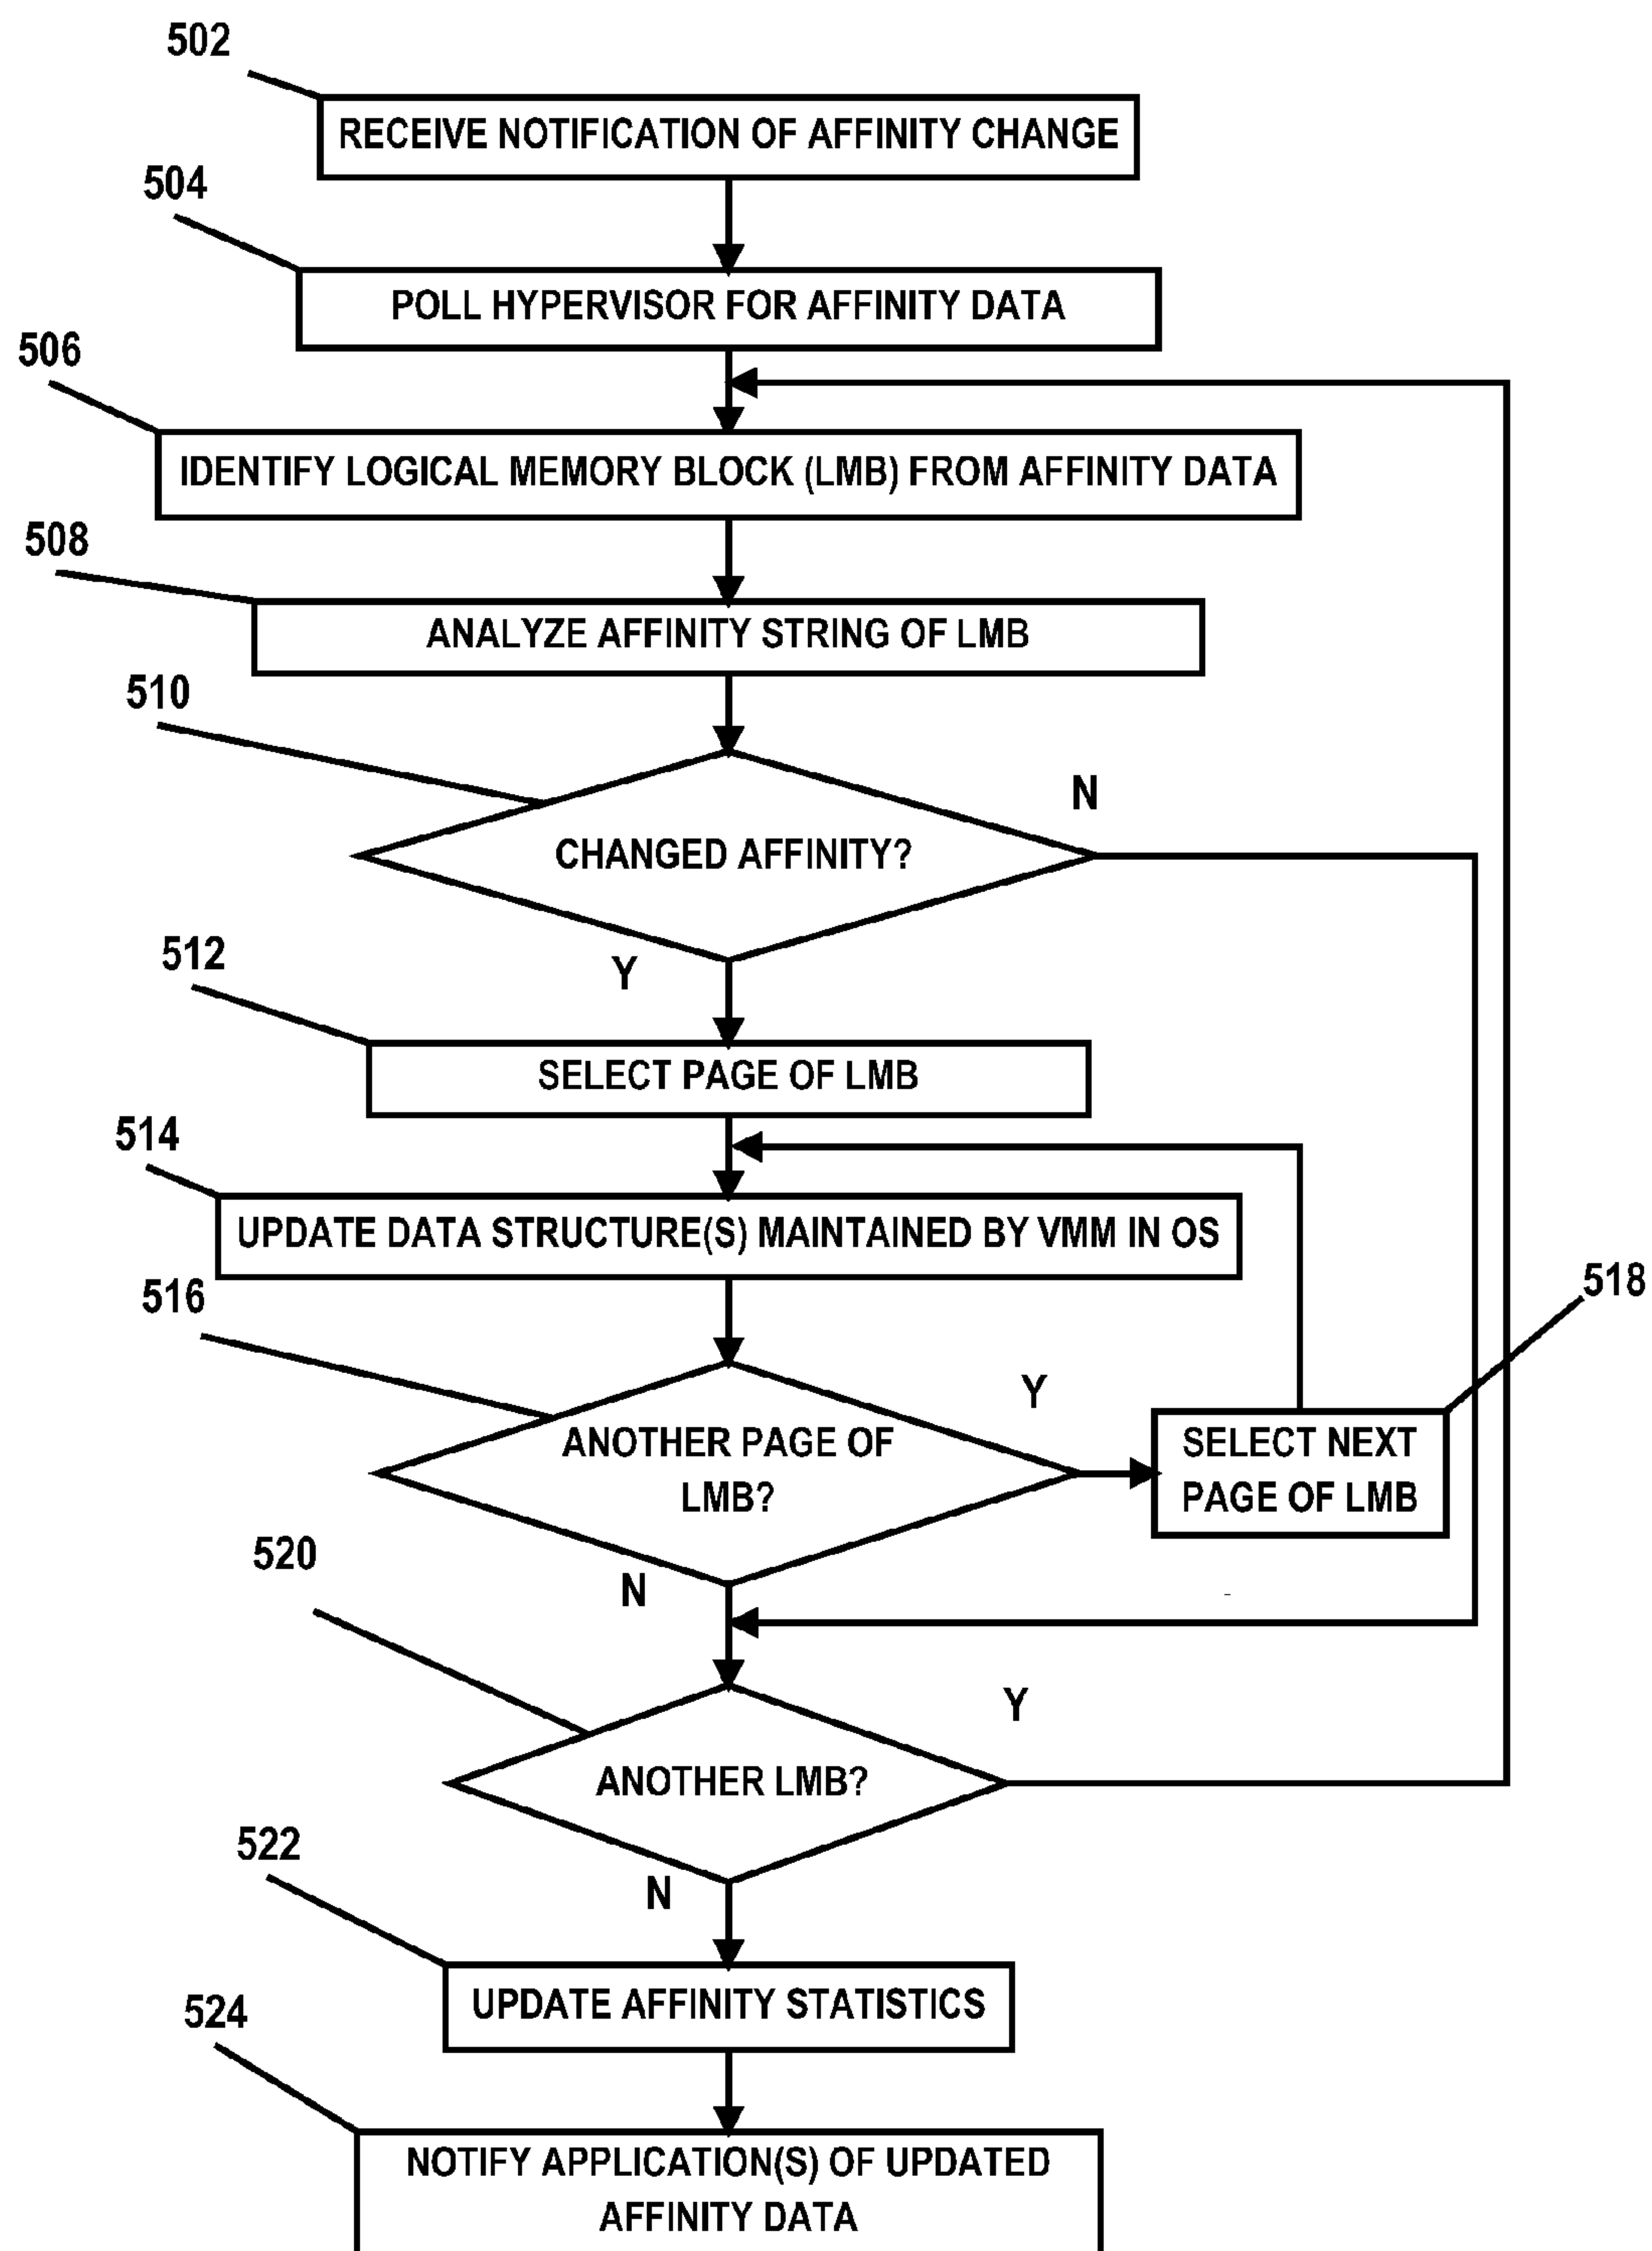 502
RECEIVE NOTIFICATION OF AFFINITY CHANGE
504
POLL HYPERVISOR FOR AFFINITY DATA
506
IDENTIFY LOGICAL MEMORY BLOCK (LMB) FROM AFFINITY DATA
508
ANALYZE AFFINITY STRING OF LMB
510
N
CHANGED AFFINITY?
Y
512
SELECT PAGE OF LMB
514
UPDATE DATA STRUCTURE(S) MAINTAINED BY VMM IN OS
516
518
Y
ANOTHER PAGE OF
LMB?
SELECT NEXT
PAGE OF LMB
520
N
Y
ANOTHER LMB?
522
N
UPDATE AFFINITY STATISTICS
524
NOTIFY APPLICATION(S) OF UPDATED
AFFINITY DATA